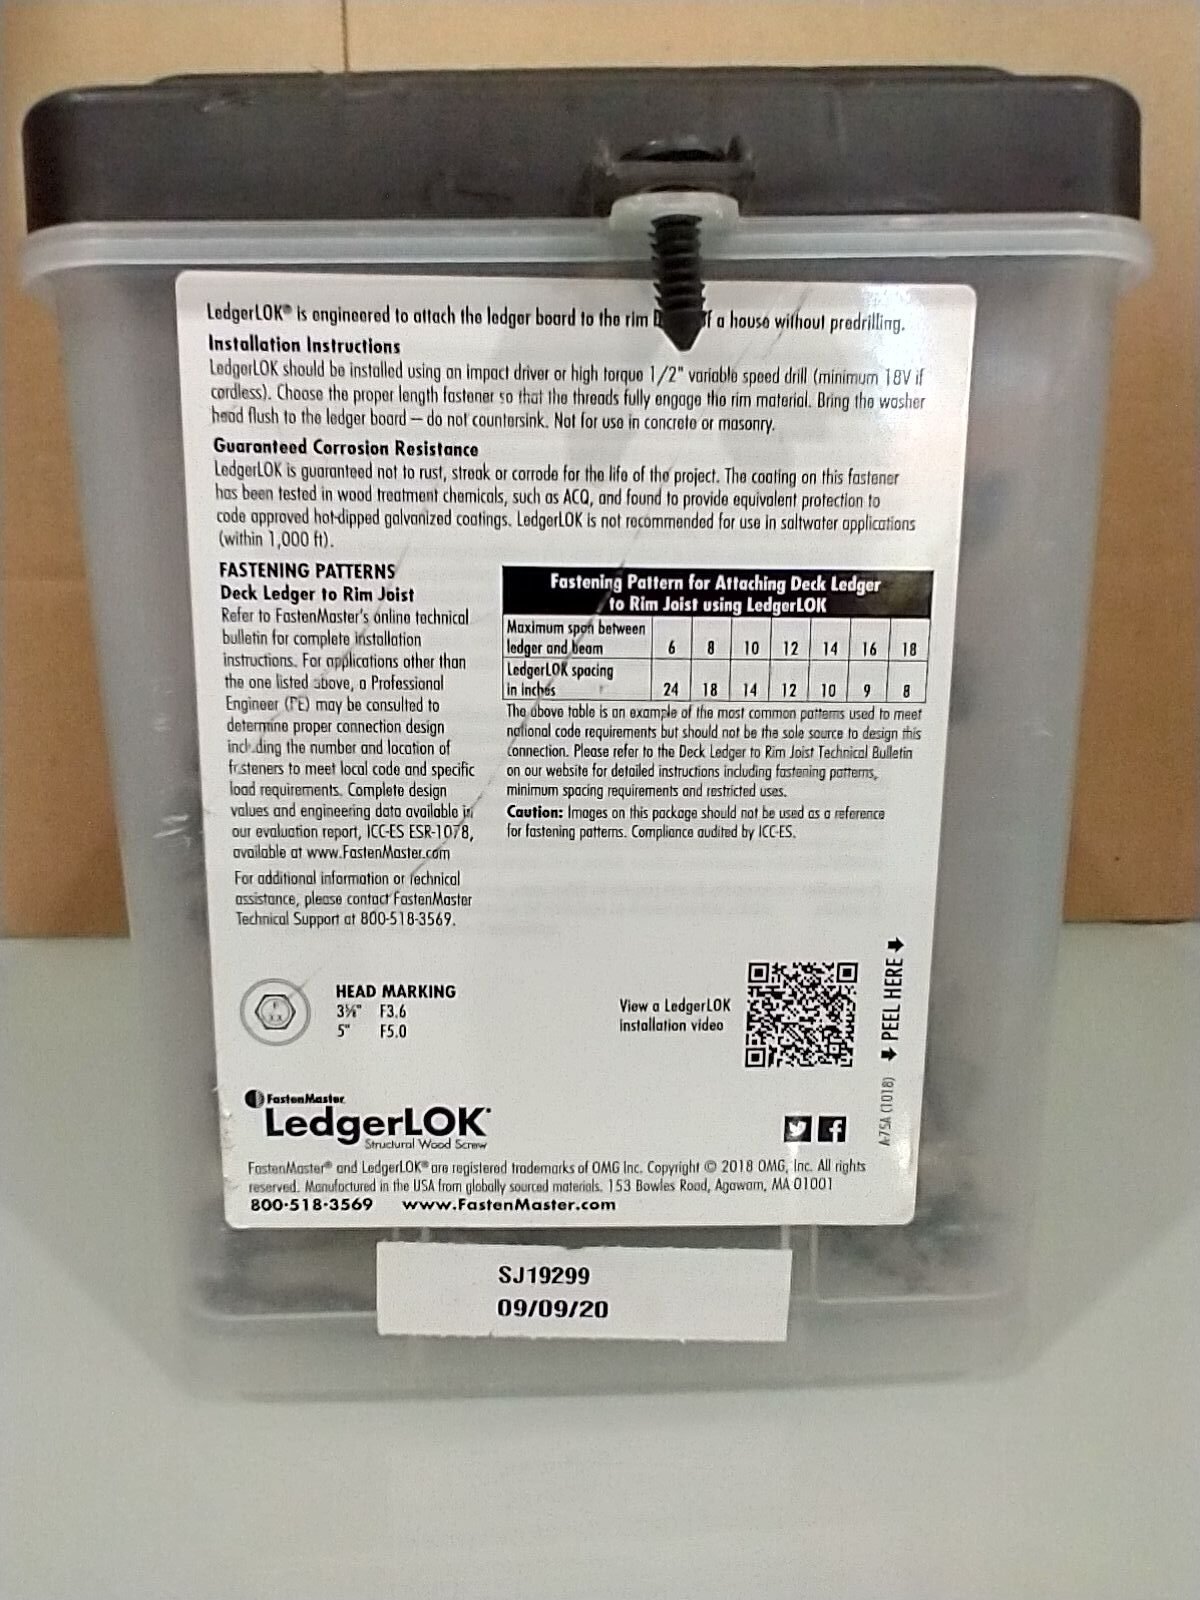 LedgerLOK® is engineered to attach the ledger board to the rim f a house without predrilling.
Installation Instructions
LedgerLOK should be installed using an impact driver or high torque 1/2" variable speed drill (minimum 18V if
cordless). Choose the proper length fastener so that the threads fully engage the rim material. Bring the washer
head flush to the ledger board – do not countersink. Not for use in concrete or masonry.
Guaranteed Corrosion Resistance
LedgerLOK is guaranteed not to rust, streak or corrode for the life of the project. The coating on this fastener
has been tested in wood treatment chemicals, such as ACQ, and found to provide equivalent protection to
code approved hot-dipped galvanized coatings. LedgerLOK is not recommended for use in saltwater applications
(within 1,000 ft).
FASTENING PATTERNS
Deck Ledger to Rim Joist
Refer to FastenMaster's online technical
bulletin for complete installation
instructions. For applications other than
the one listed above, a Professional
Engineer (PE) may be consulted to
determine proper connection design
including the number and location of
fasteners to meet local code and specific
load requirements. Complete design
values and engineering data available in
our evaluation report, ICC-ES ESR-1078,
available at www.FastenMaster.com
For additional information or technical
assistance, please contact FastenMaster
Technical Support at 800-518-3569.
Fastening Pattern for Attaching Deck Ledger
to Rim Joist using LedgerLOK
Maximum span between
ledger and beam 6 8 10 12 14 16 18
LedgerLOK spacing
in inches 24 18 14 12 10 9 8
The above table is an example of the most common patterns used to meet
national code requirements but should not be the sole source to design this
connection. Please refer to the Deck Ledger to Rim Joist Technical Bulletin
on our website for detailed instructions including fastening patterns,
minimum spacing requirements and restricted uses.
Caution: Images on this package should not be used as a reference
for fastening patterns. Compliance audited by ICC-ES.
HEAD MARKING
3⅝" F3.6
5" F5.0
F
X.X
View a LedgerLOK
installation video
PEEL HERE
A-75A (1018)
FastenMaster
LedgerLOK
Structural Wood Screw
FastenMaster® and LedgerLOK® are registered trademarks of OMG Inc. Copyright © 2018 OMG, Inc. All rights
reserved. Manufactured in the USA from globally sourced materials. 153 Bowles Road, Agawam, MA 01001
800-518-3569 www.FastenMaster.com
SJ19299
09/09/20